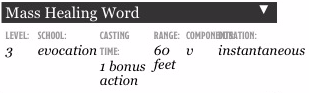 Mass Healing Word ▼
LEVEL: SCHOOL: CASTING TIME: RANGE: COMPONENTS: DURATION:
3 evocation 1 bonus action 60 feet v instantaneous